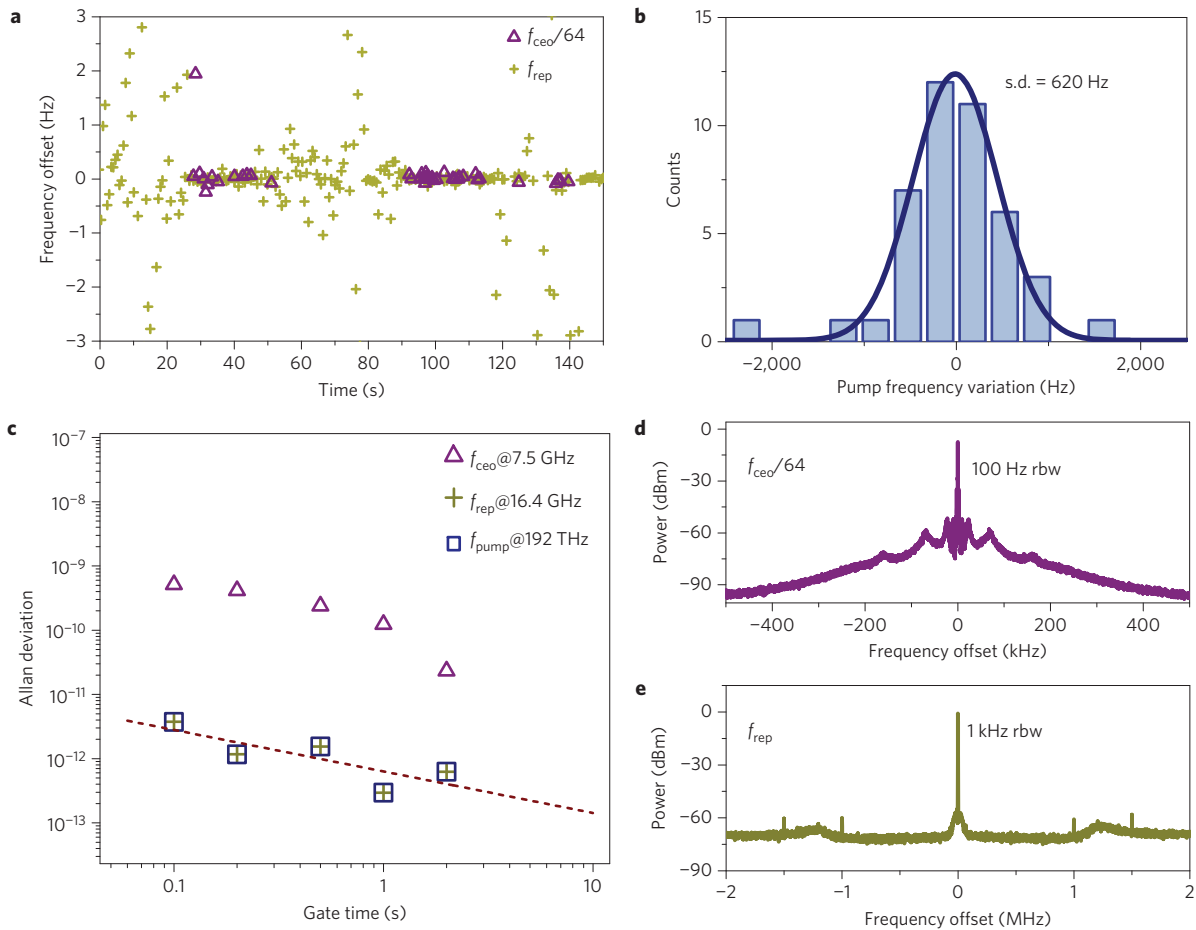 a
3
2
1
0
−1
−2
−3
Frequency offset (Hz)
0
20
40
60
80
100
120
140
Time (s)
fceo/64
frep
b
15
10
5
0
Counts
−2,000
0
2,000
Pump frequency variation (Hz)
s.d. = 620 Hz
c
10−7
10−8
10−9
10−10
10−11
10−12
10−13
Allan deviation
0.1
1
10
Gate time (s)
fceo@7.5 GHz
frep@16.4 GHz
fpump@192 THz
d
0
−30
−60
−90
Power (dBm)
fceo/64
100 Hz rbw
−400
−200
0
200
400
Frequency offset (kHz)
e
0
−30
−60
−90
Power (dBm)
frep
1 kHz rbw
−2
−1
0
1
2
Frequency offset (MHz)